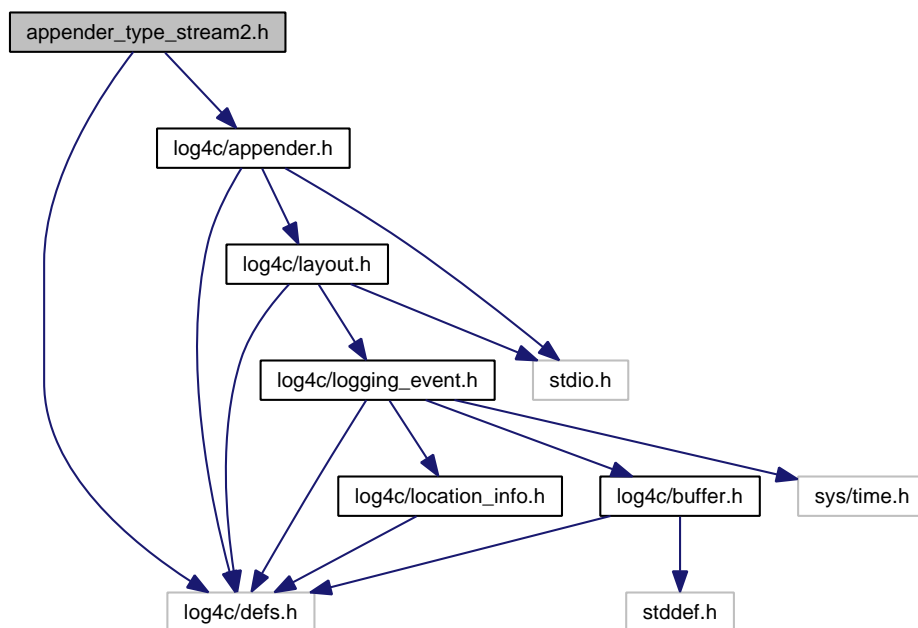 appender_type_stream2.h
log4c/appender.h
log4c/layout.h
log4c/logging_event.h
stdio.h
log4c/location_info.h
log4c/buffer.h
sys/time.h
log4c/defs.h
stddef.h